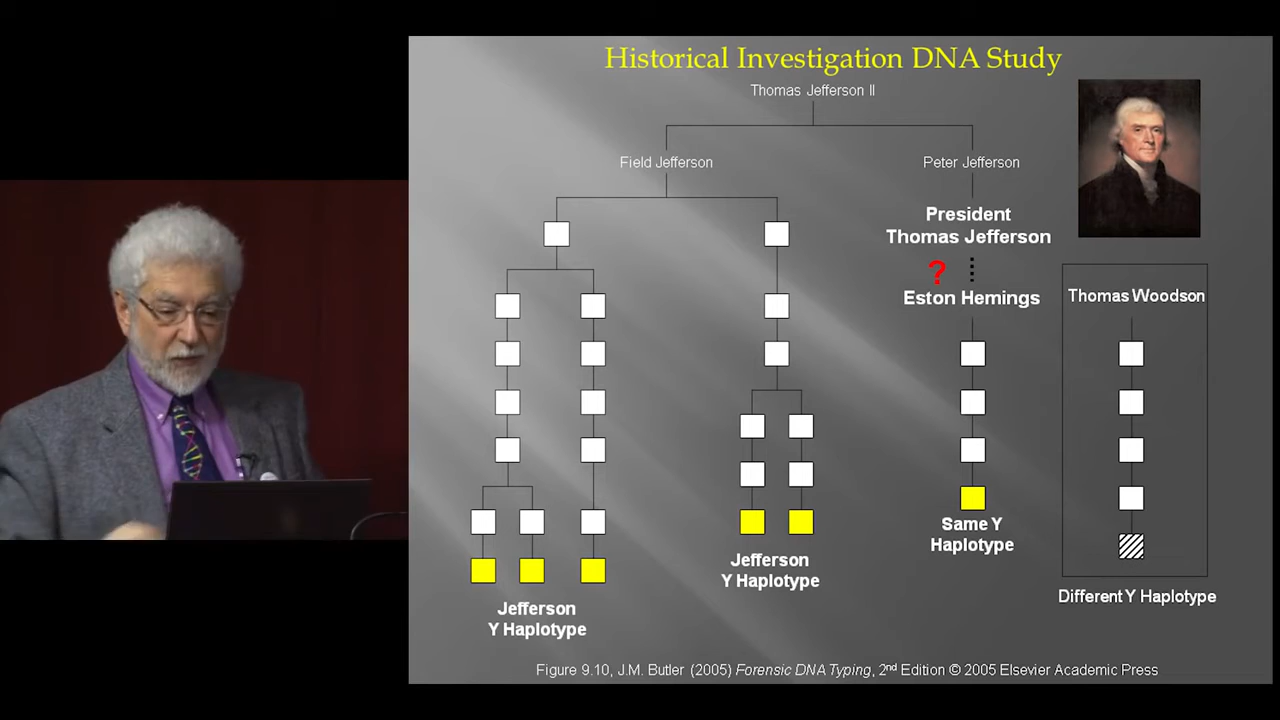 Historical Investigation DNA Study
Thomas Jefferson II
Field Jefferson
Peter Jefferson
President
Thomas Jefferson
?
Eston Hemings
Thomas Woodson
Same Y
Haplotype
Jefferson
Y Haplotype
Different Y Haplotype
Jefferson
Y Haplotype
Figure 9.10, J.M. Butler (2005) Forensic DNA Typing, 2nd Edition © 2005 Elsevier Academic Press